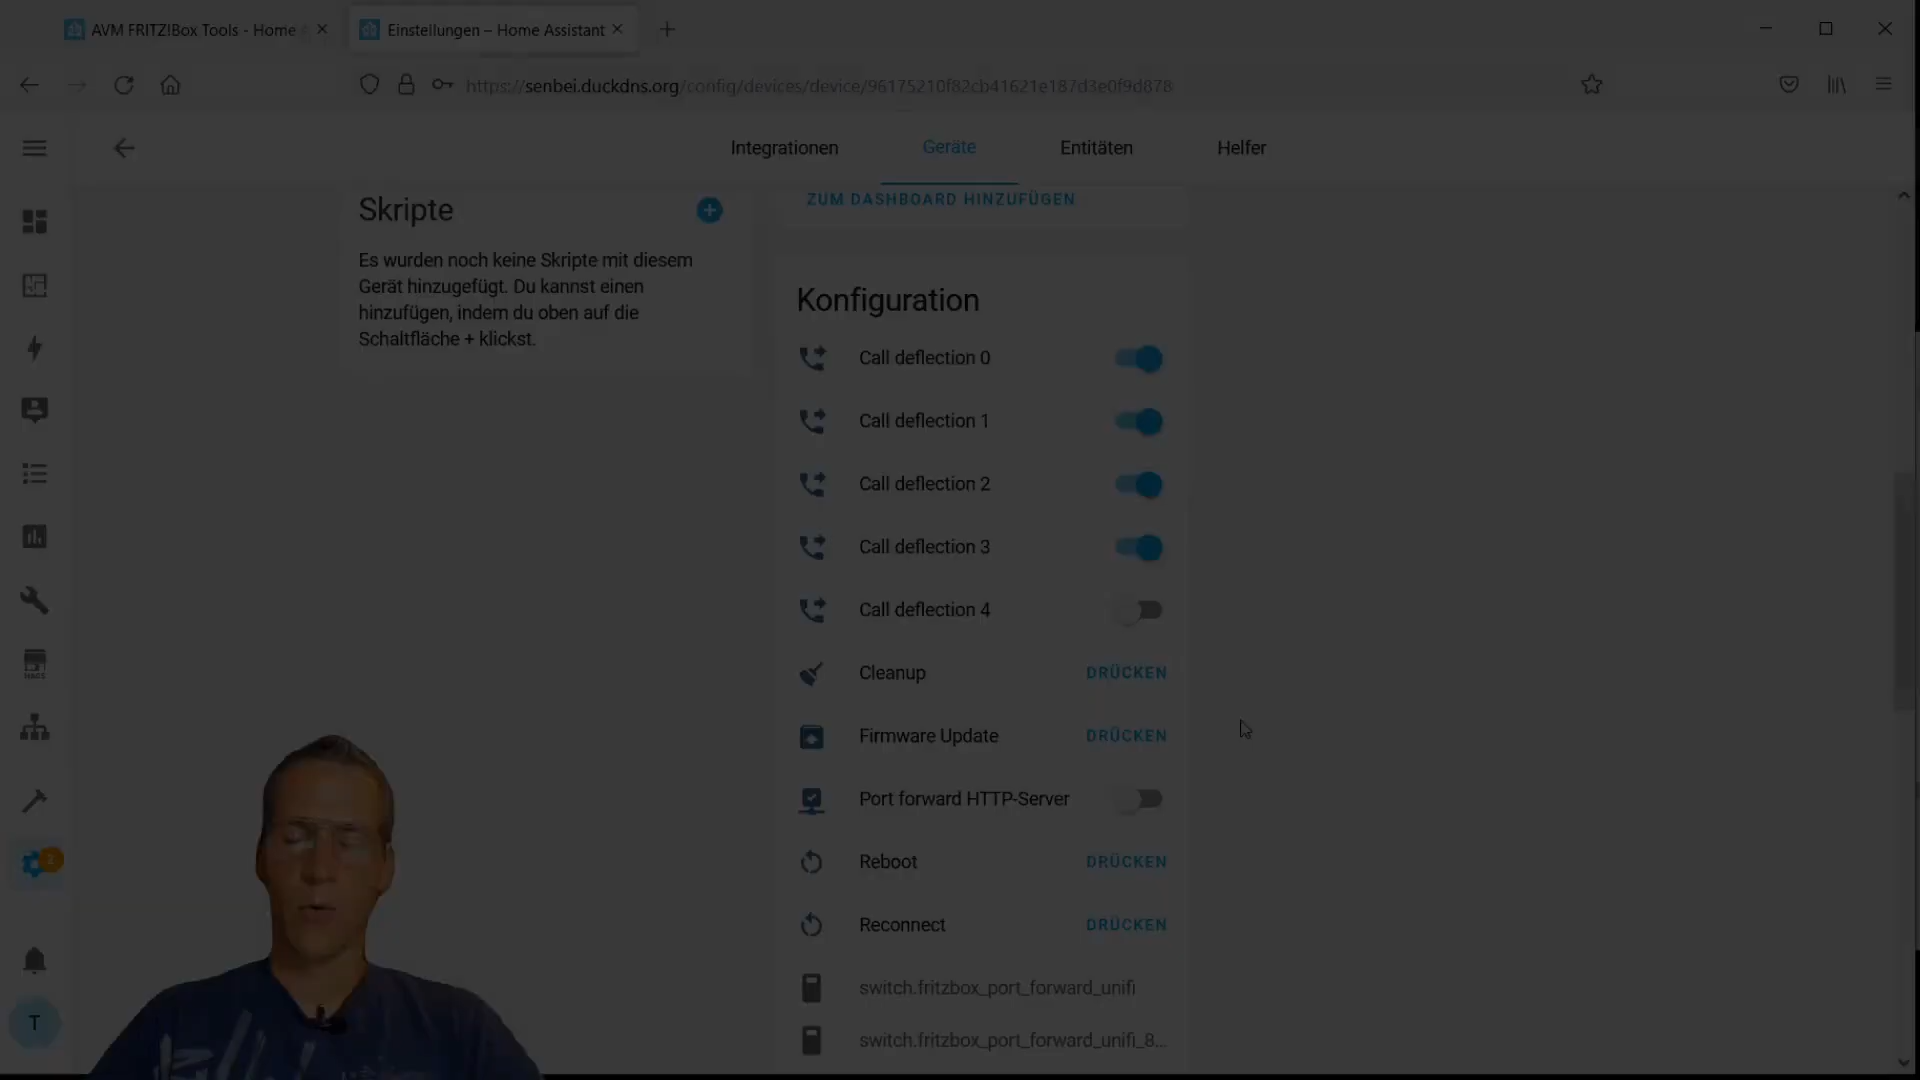 AVM FRITZ!Box Tools - Home
Einstellungen – Home Assistant
https://senbei.duckdns.org/config/devices/device/96175210f82cb41621e187d3e0f9d878
Integrationen
Geräte
Entitäten
Helfer
Skripte
Es wurden noch keine Skripte mit diesem
Gerät hinzugefügt. Du kannst einen
hinzufügen, indem du oben auf die
Schaltfläche + klickst.
ZUM DASHBOARD HINZUFÜGEN
Konfiguration
Call deflection 0
Call deflection 1
Call deflection 2
Call deflection 3
Call deflection 4
Cleanup DRÜCKEN
Firmware Update DRÜCKEN
Port forward HTTP-Server
Reboot DRÜCKEN
Reconnect DRÜCKEN
switch.fritzbox_port_forward_unifi
switch.fritzbox_port_forward_unifi_8...
HACS
2
T